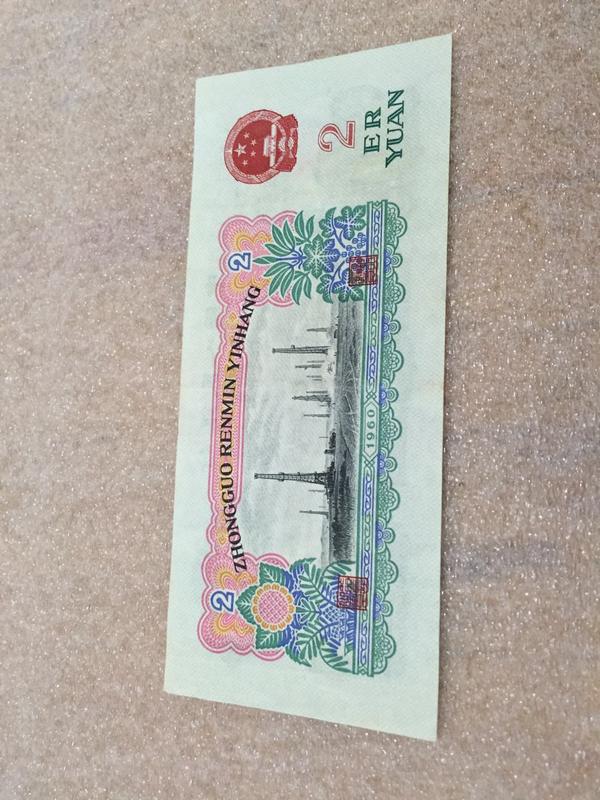 ZHONGGUO RENMIN YINHANG
2
2
2
ER
YUAN
1960